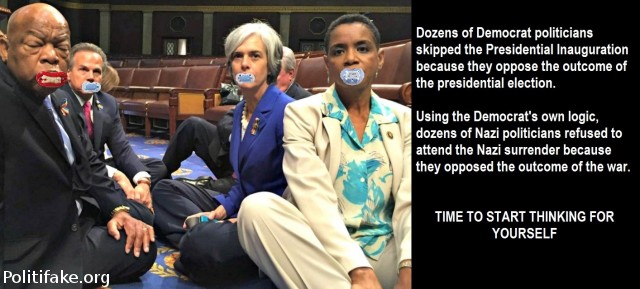 Dozens of Democrat politicians
skipped the Presidential Inauguration
because they oppose the outcome of
the presidential election.
Using the Democrat's own logic,
dozens of Nazi politicians refused to
attend the Nazi surrender because
they opposed the outcome of the war.
TIME TO START THINKING FOR
YOURSELF
Politifake.org